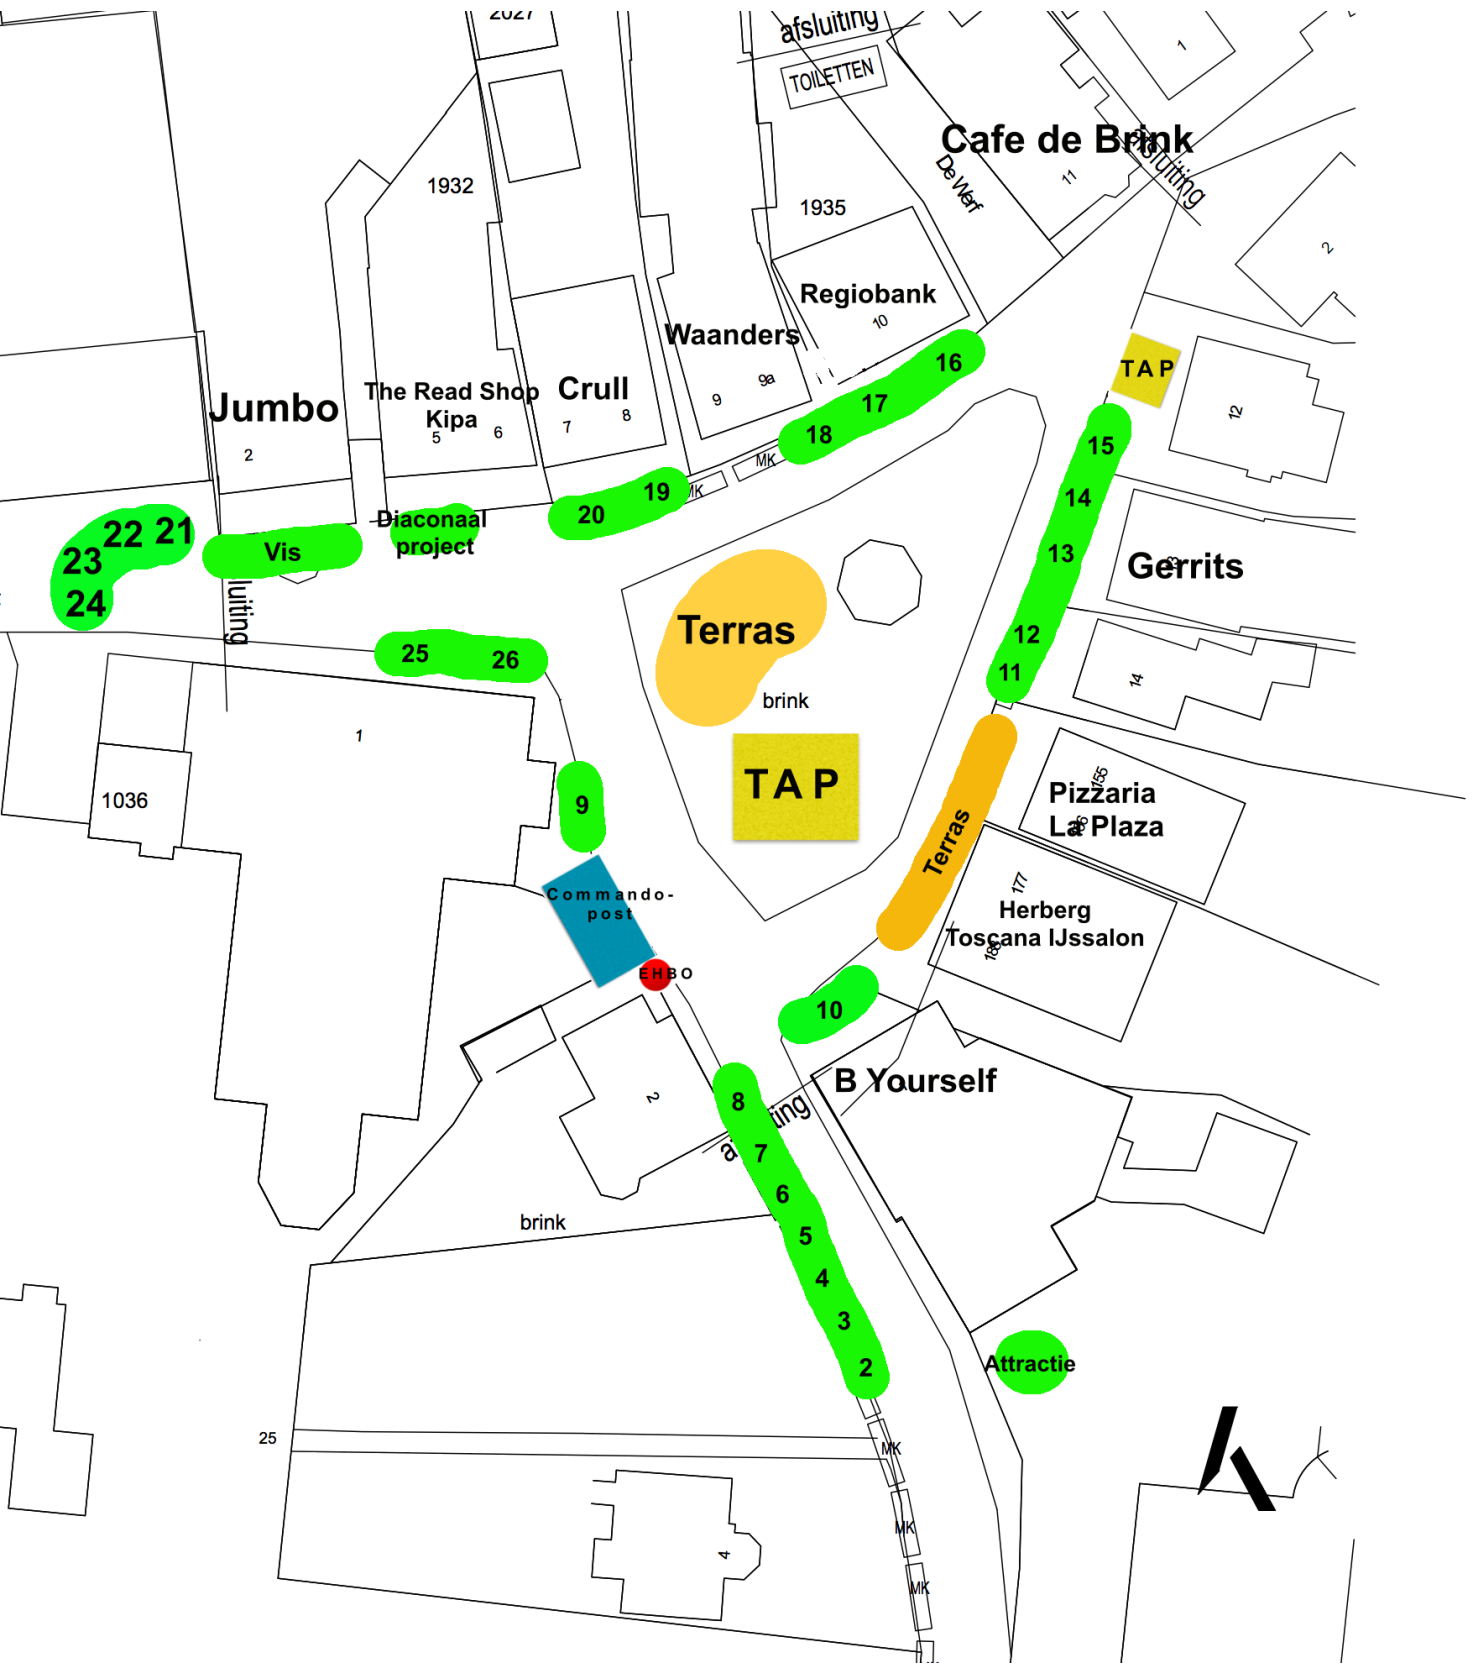 2027
afsluiting
TOILETTEN
1
Cafe de Brink
afsluiting
De Werf
11
1932
1935
2
Regiobank
10
Waanders
9
9a
TAP
12
16
17
18
MK
The Read Shop
Kipa
5
6
Crull
7
8
Jumbo
2
15
14
13
12
11
MK
19
20
Diaconaal
project
Vis
21
22
23
24
luiting
Gerrits
14
Terras
brink
25
26
1
1036
TAP
9
155
Pizzaria
La Plaza
Terras
177
Herberg
Toscana IJssalon
Commando-
post
EHBO
10
B Yourself
2
8
7
6
5
4
3
2
brink
Attractie
25
MK
MK
MK
4